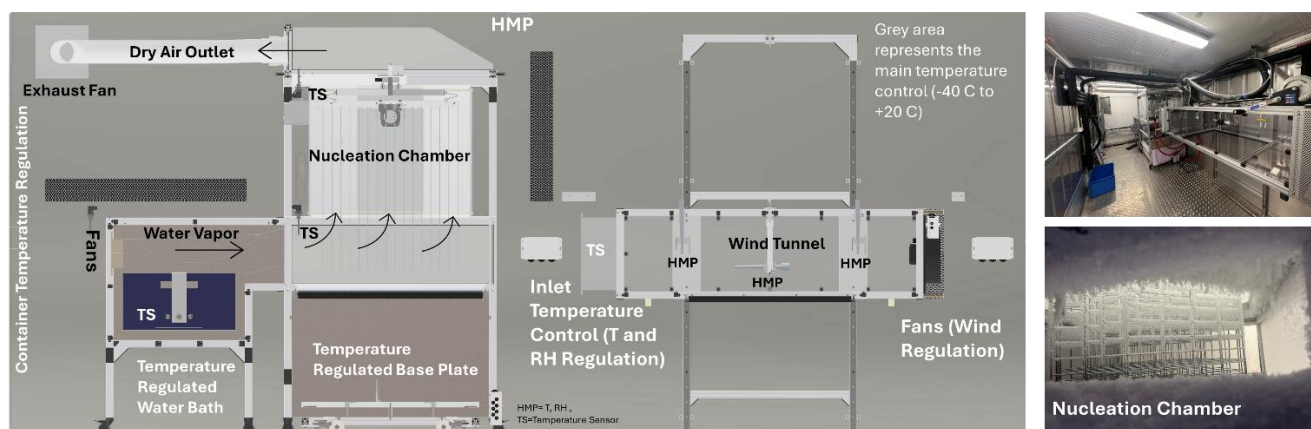 HMP
Dry Air Outlet
Exhaust Fan
TS
Nucleation Chamber
Container Temperature Regulation
Fans
Water Vapor
TS
TS
Temperature
Regulated
Water Bath
Temperature
Regulated Base Plate
HMP= T, RH ,
TS=Temperature Sensor
Grey area
represents the
main temperature
control (-40 C to
+20 C)
TS
Wind Tunnel
HMP
HMP
HMP
Inlet
Temperature
Control (T and
RH Regulation)
Fans (Wind
Regulation)
Nucleation Chamber